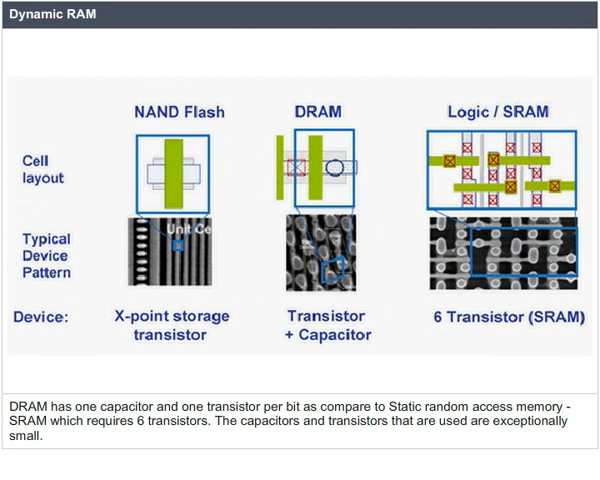 Dynamic RAM
NAND Flash
DRAM
Logic / SRAM
Cell
layout
Unit Ce
Typical
Device
Pattern
Device:
X-point storage
transistor
Transistor
+ Capacitor
6 Transistor (SRAM)
DRAM has one capacitor and one transistor per bit as compare to Static random access memory -
SRAM which requires 6 transistors. The capacitors and transistors that are used are exceptionally
small.